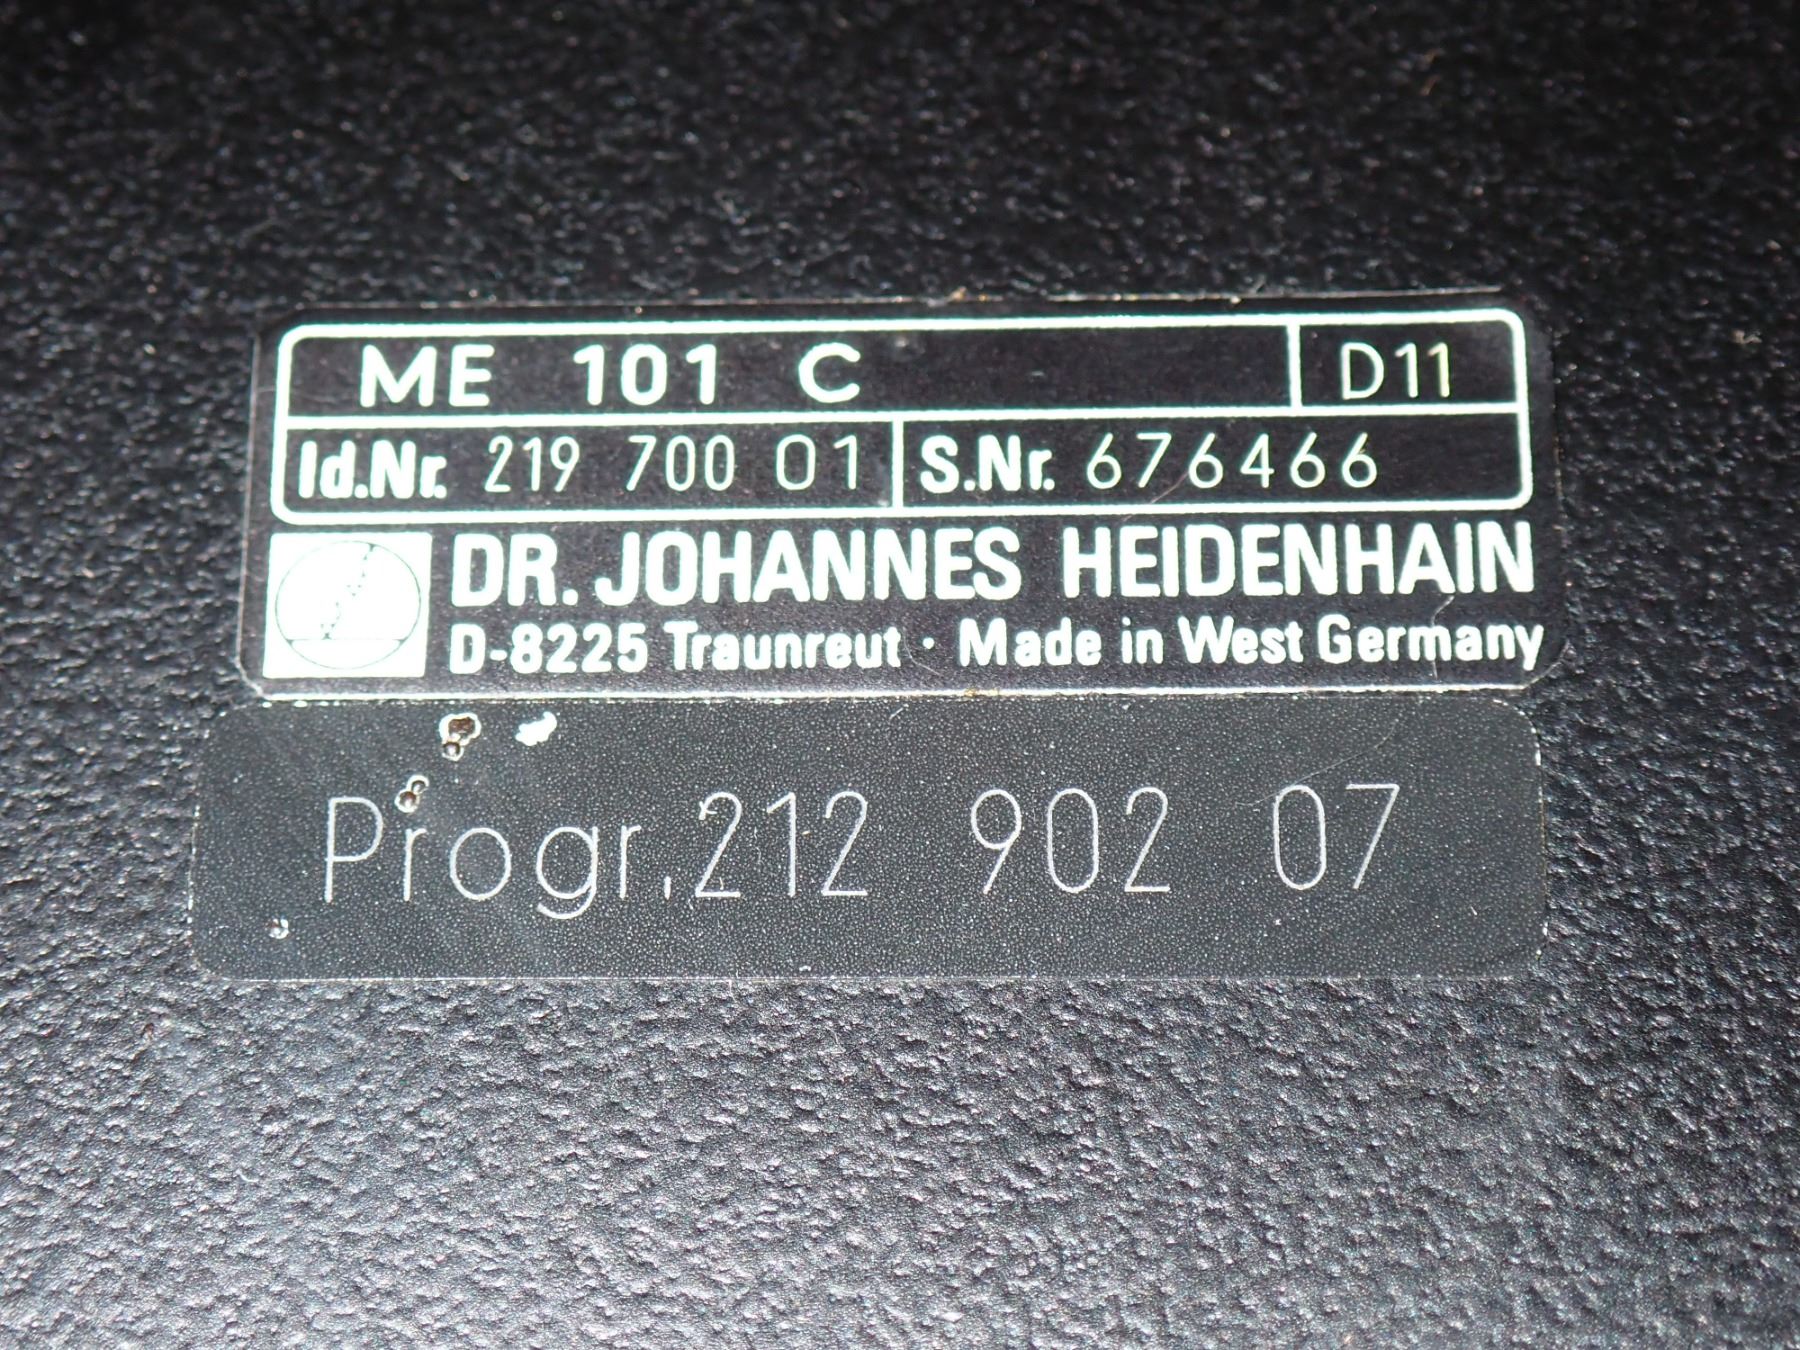 ME 101 C D11
Id.Nr. 219 700 01 S.Nr. 676466
DR. JOHANNES HEIDENHAIN
D-8225 Traunreut · Made in West Germany
Progr. 212 902 07